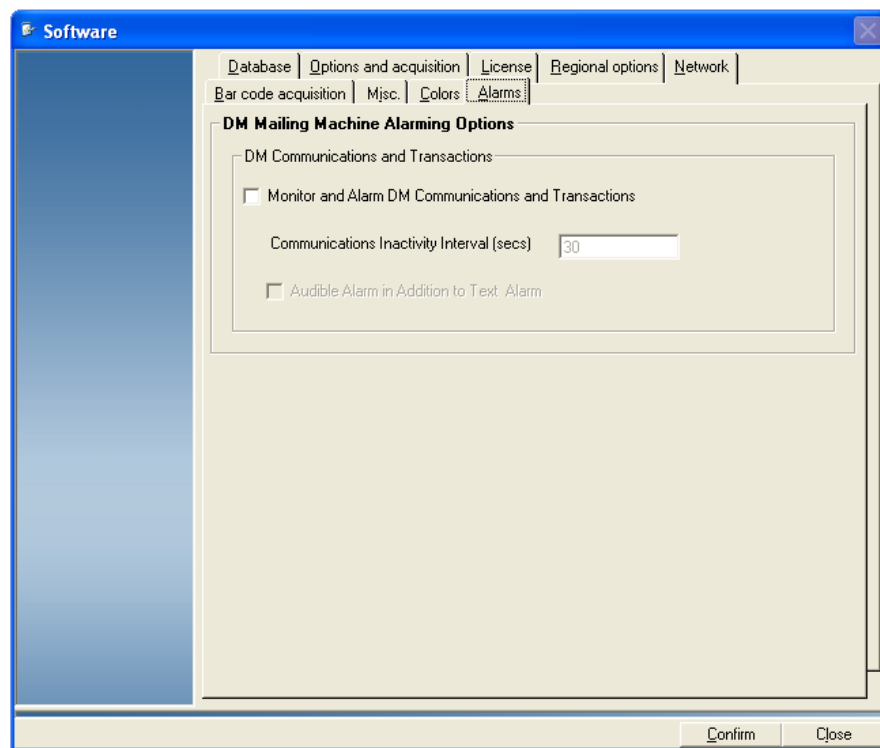 Software
Database Options and acquisition License Regional options Network
Bar code acquisition Misc. Colors Alarms
DM Mailing Machine Alarming Options
DM Communications and Transactions
Monitor and Alarm DM Communications and Transactions
Communications Inactivity Interval (secs) 30
Audible Alarm in Addition to Text Alarm
Confirm Close